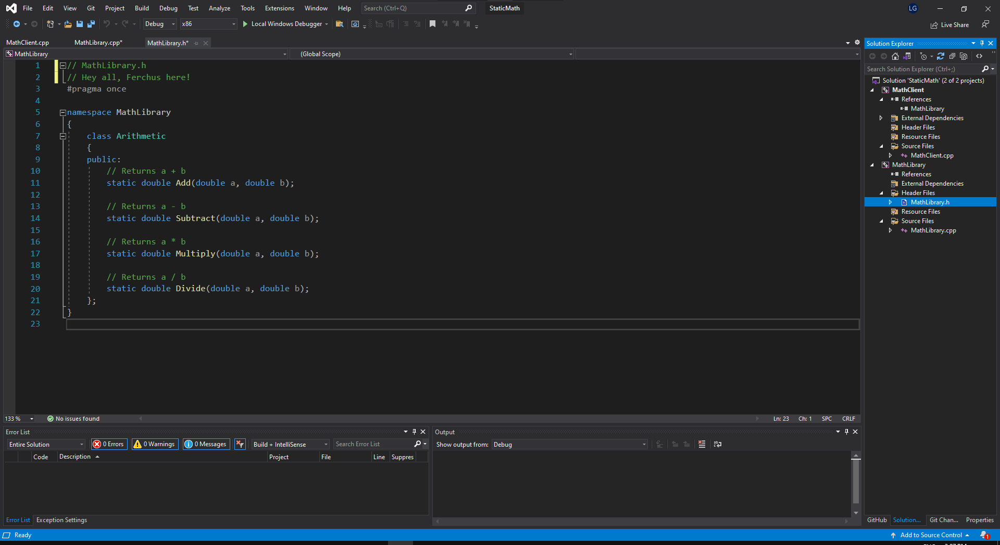 File Edit View Git Project Build Debug Test Analyze Tools Extensions Window Help Search (Ctrl+Q) StaticMath LG
Debug x86 Local Windows Debugger Live Share
MathClient.cpp MathLibrary.cpp* MathLibrary.h*
MathLibrary (Global Scope)
1 // MathLibrary.h
2 // Hey all, Ferchus here!
3 #pragma once
4
5 namespace MathLibrary
6 {
7 class Arithmetic
8 {
9 public:
10 // Returns a + b
11 static double Add(double a, double b);
12
13 // Returns a - b
14 static double Subtract(double a, double b);
15
16 // Returns a * b
17 static double Multiply(double a, double b);
18
19 // Returns a / b
20 static double Divide(double a, double b);
21 };
22 }
23
133 % No issues found Ln: 23 Ch: 1 SPC CRLF
Solution Explorer
Search Solution Explorer (Ctrl+;)
Solution 'StaticMath' (2 of 2 projects)
MathClient
References
MathLibrary
External Dependencies
Header Files
Resource Files
Source Files
MathClient.cpp
MathLibrary
References
External Dependencies
Header Files
MathLibrary.h
Resource Files
Source Files
MathLibrary.cpp
Error List
Entire Solution 0 Errors 0 Warnings 0 Messages Build + IntelliSense Search Error List
Code Description Project File Line Suppres
Error List Exception Settings
Output
Show output from: Debug
GitHub Solution... Git Chan... Properties
Ready Add to Source Control 1